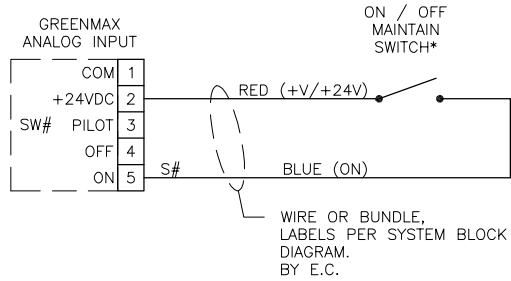 GREENMAX
ANALOG INPUT
ON / OFF
MAINTAIN
SWITCH*
COM 1
+24VDC 2
RED (+V/+24V)
SW# PILOT 3
OFF 4
ON 5
S#
BLUE (ON)
WIRE OR BUNDLE,
LABELS PER SYSTEM BLOCK
DIAGRAM.
BY E.C.